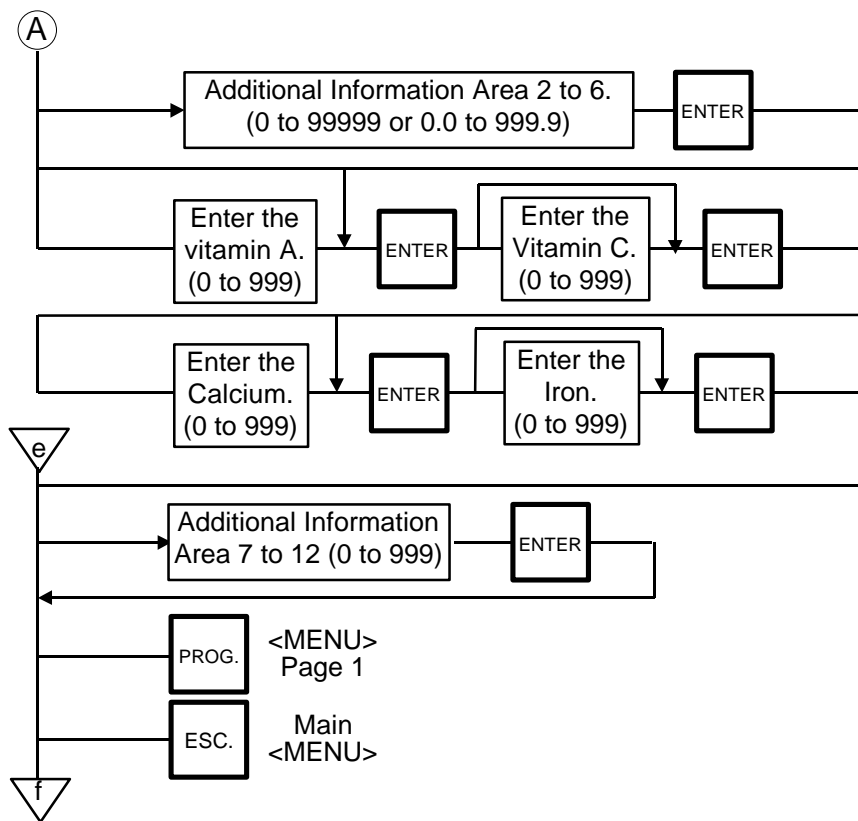 A
Additional Information Area 2 to 6.
(0 to 99999 or 0.0 to 999.9)
ENTER
Enter the
vitamin A.
(0 to 999)
ENTER
Enter the
Vitamin C.
(0 to 999)
ENTER
Enter the
Calcium.
(0 to 999)
ENTER
Enter the
Iron.
(0 to 999)
ENTER
e
Additional Information
Area 7 to 12 (0 to 999)
ENTER
PROG.
<MENU>
Page 1
ESC.
Main
<MENU>
f